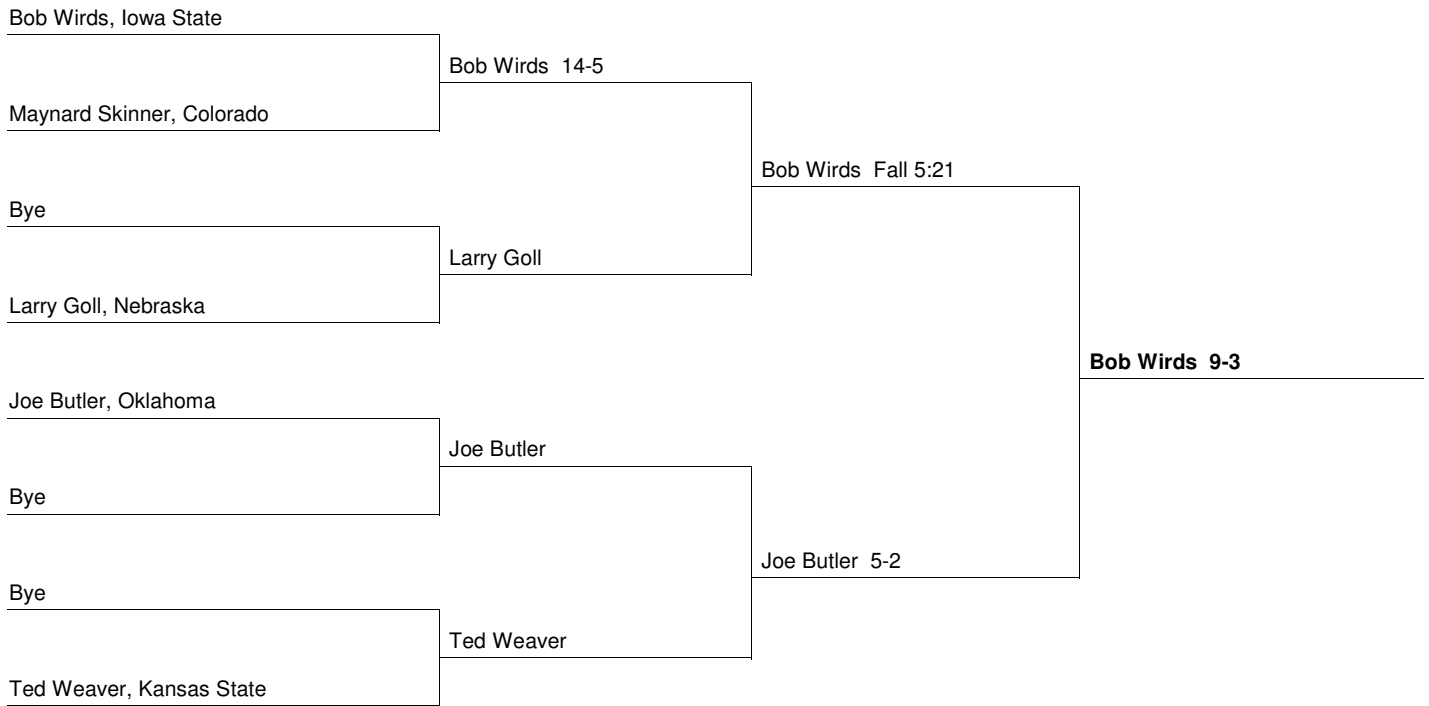 Bob Wirds, Iowa State
Bob Wirds  14-5
Maynard Skinner, Colorado
Bob Wirds  Fall 5:21
Bye
Larry Goll
Larry Goll, Nebraska
Bob Wirds  9-3
Joe Butler, Oklahoma
Joe Butler
Bye
Joe Butler  5-2
Bye
Ted Weaver
Ted Weaver, Kansas State